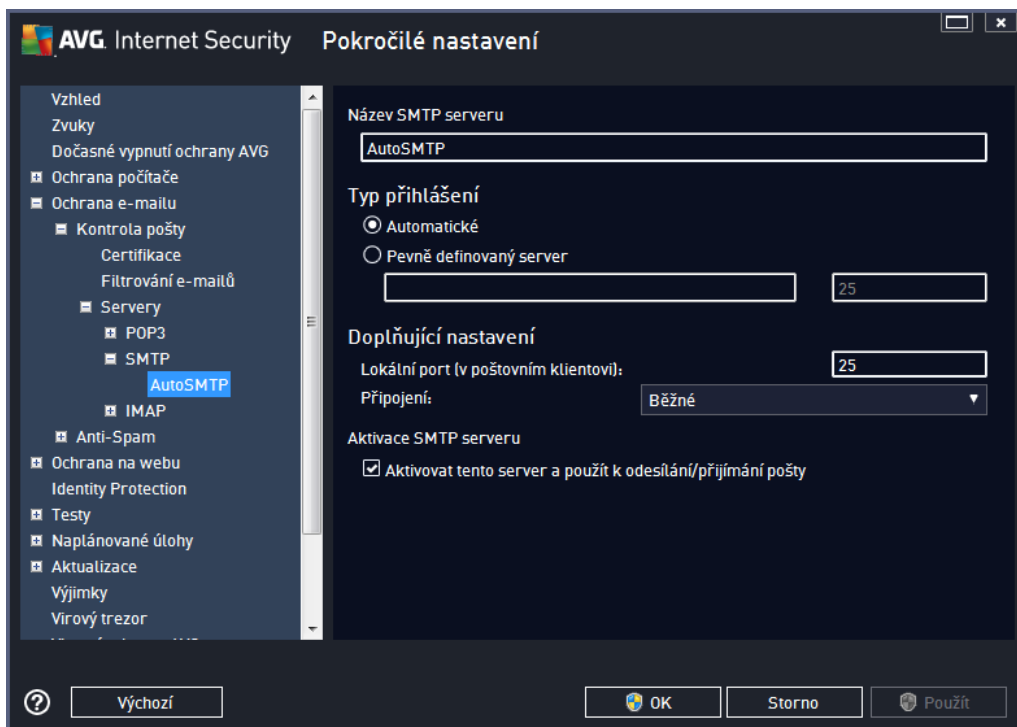 AVG Internet Security
Pokročilé nastavení
Vzhled
Zvuky
Dočasné vypnutí ochrany AVG
Ochrana počítače
Ochrana e-mailu
Kontrola pošty
Certifikace
Filtrování e-mailů
Servery
POP3
SMTP
AutoSMTP
IMAP
Anti-Spam
Ochrana na webu
Identity Protection
Testy
Naplánované úlohy
Aktualizace
Výjimky
Virový trezor
Název SMTP serveru
AutoSMTP
Typ přihlášení
Automatické
Pevně definovaný server
25
Doplňující nastavení
Lokální port (v poštovním klientovi):
25
Připojení:
Běžné
Aktivace SMTP serveru
Aktivovat tento server a použít k odesílání/přijímání pošty
Výchozí
OK
Storno
Použít